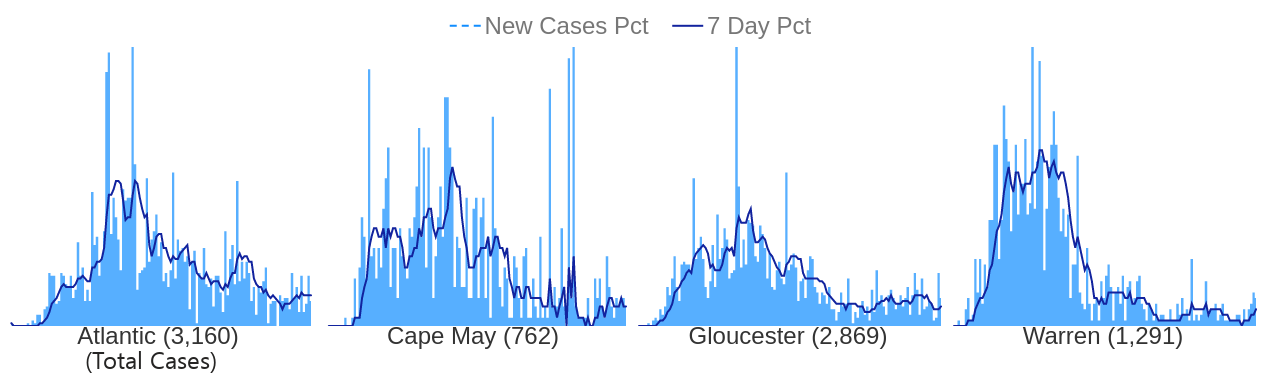 New Cases Pct 7 Day Pct
Atlantic (3,160) Cape May (762) Gloucester (2,869) Warren (1,291)
(Total Cases)